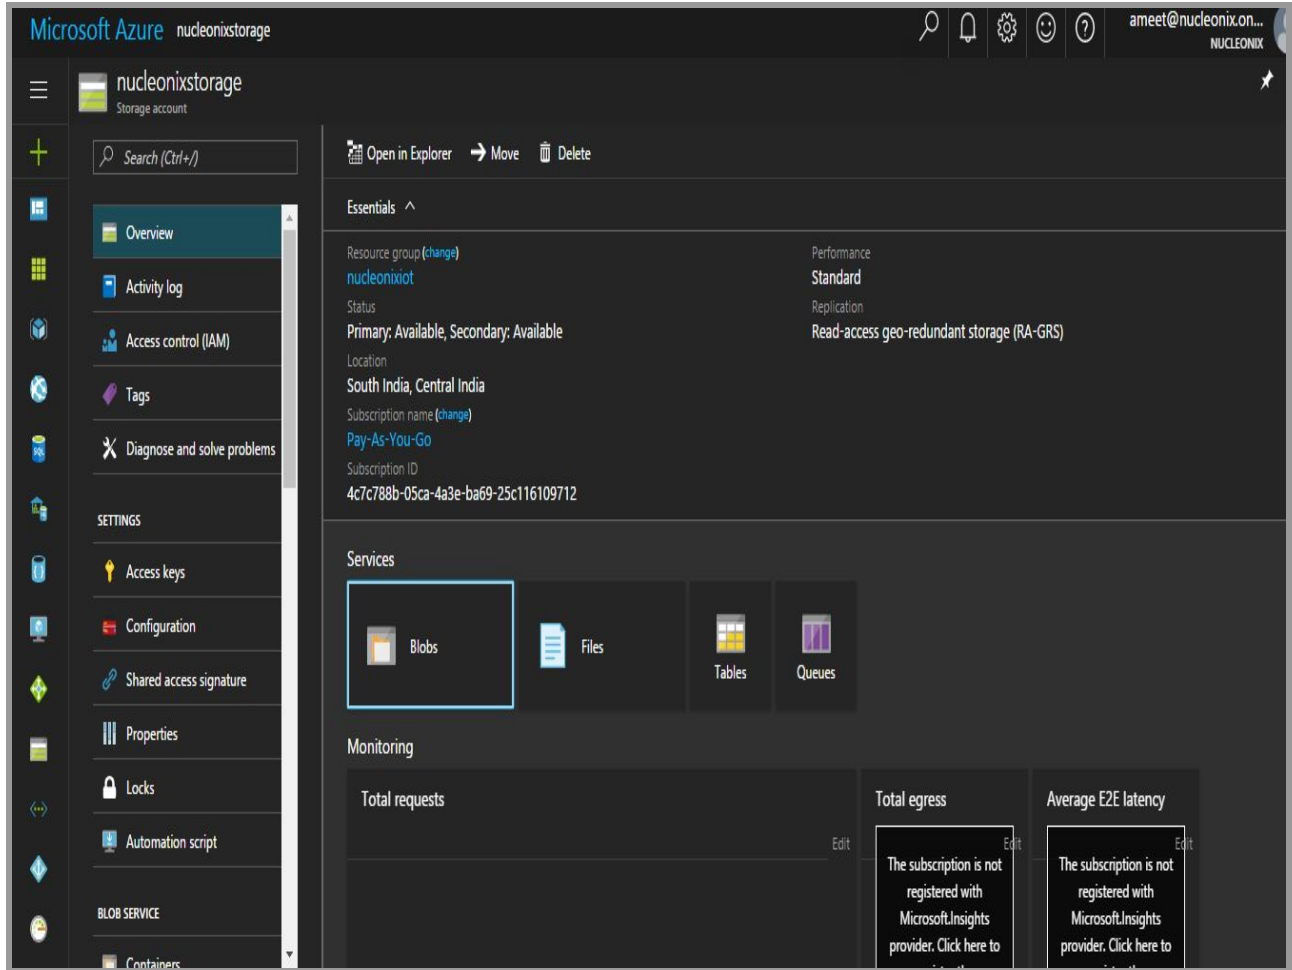 Microsoft Azure nucleonixstorage
ameet@nucleonix.on...
NUCLEONIX
nucleonixstorage
Storage account
Search (Ctrl+/)
Overview
Activity log
Access control (IAM)
Tags
Diagnose and solve problems
SETTINGS
Access keys
Configuration
Shared access signature
Properties
Locks
Automation script
BLOB SERVICE
Containers
Open in Explorer Move Delete
Essentials
Resource group (change)
nucleonixiot
Status
Primary: Available, Secondary: Available
Location
South India, Central India
Subscription name (change)
Pay-As-You-Go
Subscription ID
4c7c788b-05ca-4a3e-ba69-25c116109712
Performance
Standard
Replication
Read-access geo-redundant storage (RA-GRS)
Services
Blobs
Files
Tables
Queues
Monitoring
Total requests
Edit
Total egress
Edit
The subscription is not
registered with
Microsoft.Insights
provider. Click here to
Average E2E latency
Edit
The subscription is not
registered with
Microsoft.Insights
provider. Click here to